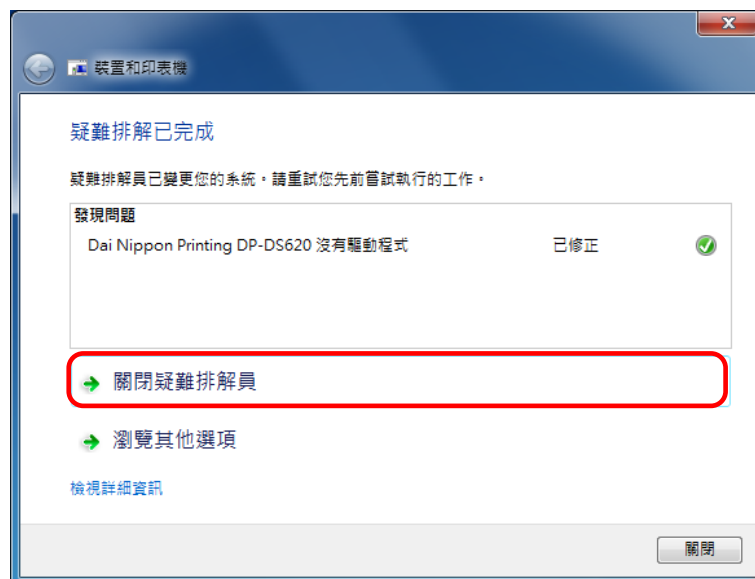 裝置和印表機
疑難排解已完成
疑難排解員已變更您的系統。請重試您先前嘗試執行的工作。
發現問題
Dai Nippon Printing DP-DS620 沒有驅動程式 已修正
關閉疑難排解員
瀏覽其他選項
檢視詳細資訊
關閉